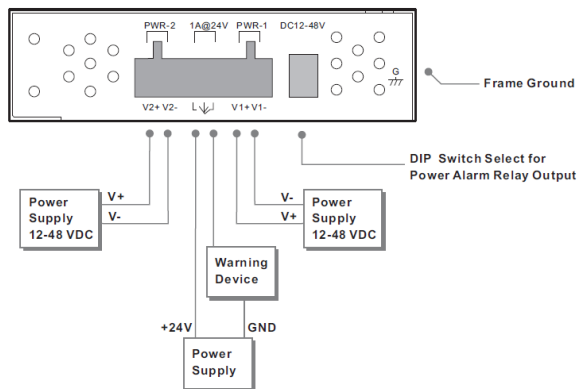 PWR-2 1A@24V PWR-1 DC12-48V
G
Frame Ground
V2+ V2- L V1+ V1-
DIP Switch Select for
Power Alarm Relay Output
V+
V-
Power
Supply
12-48 VDC
V-
V+
Power
Supply
12-48 VDC
Warning
Device
+24V GND
Power
Supply